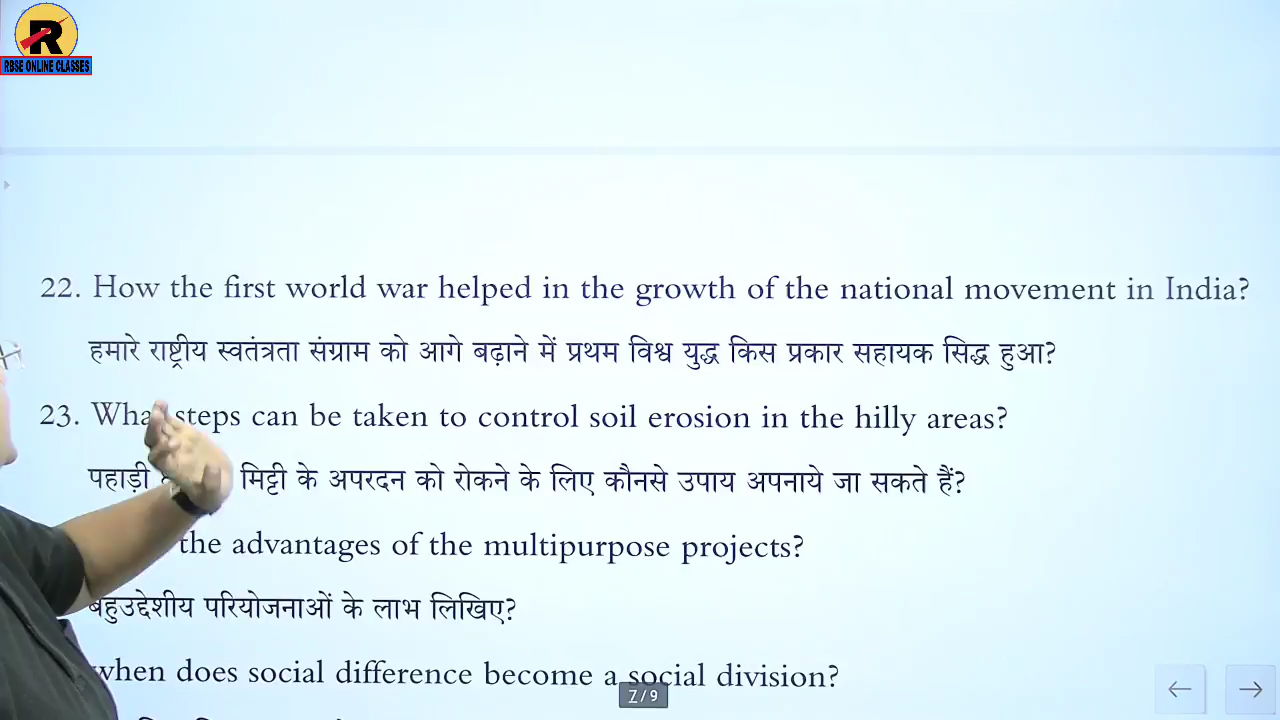 R
RBSE ONLINE CLASSES
22. How the first world war helped in the growth of the national movement in India?
हमारे राष्ट्रीय स्वतंत्रता संग्राम को आगे बढ़ाने में प्रथम विश्व युद्ध किस प्रकार सहायक सिद्ध हुआ?
23. steps can be taken to control soil erosion in the hilly areas?
पहाड़ी मिट्टी के अपरदन को रोकने के लिए कौनसे उपाय अपनाये जा सकते हैं?
the advantages of the multipurpose projects?
बहुउद्देशीय परियोजनाओं के लाभ लिखिए?
when does social difference become a social division?
7/9